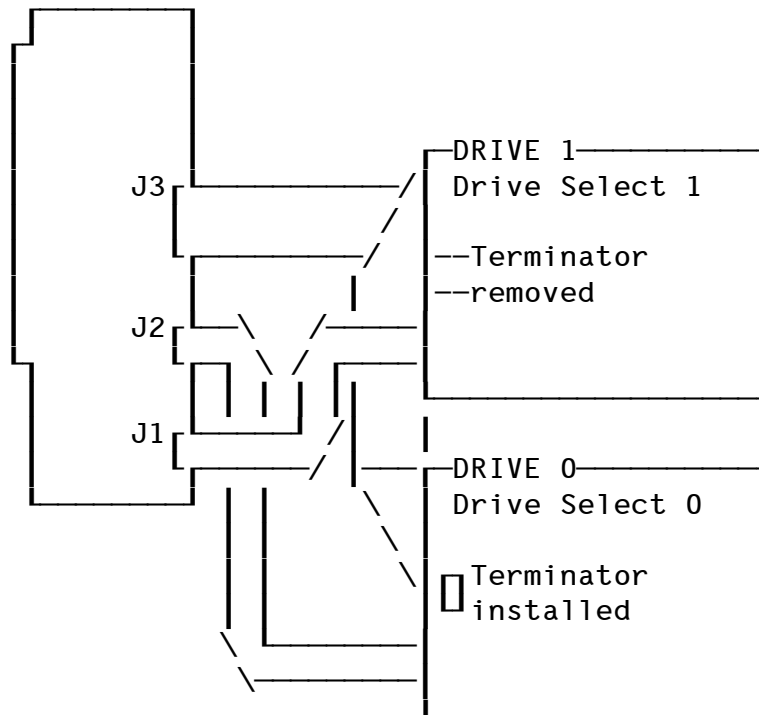 DRIVE 1
J3
Drive Select 1
--Terminator
--removed
J2
J1
DRIVE 0
Drive Select 0
Terminator
installed